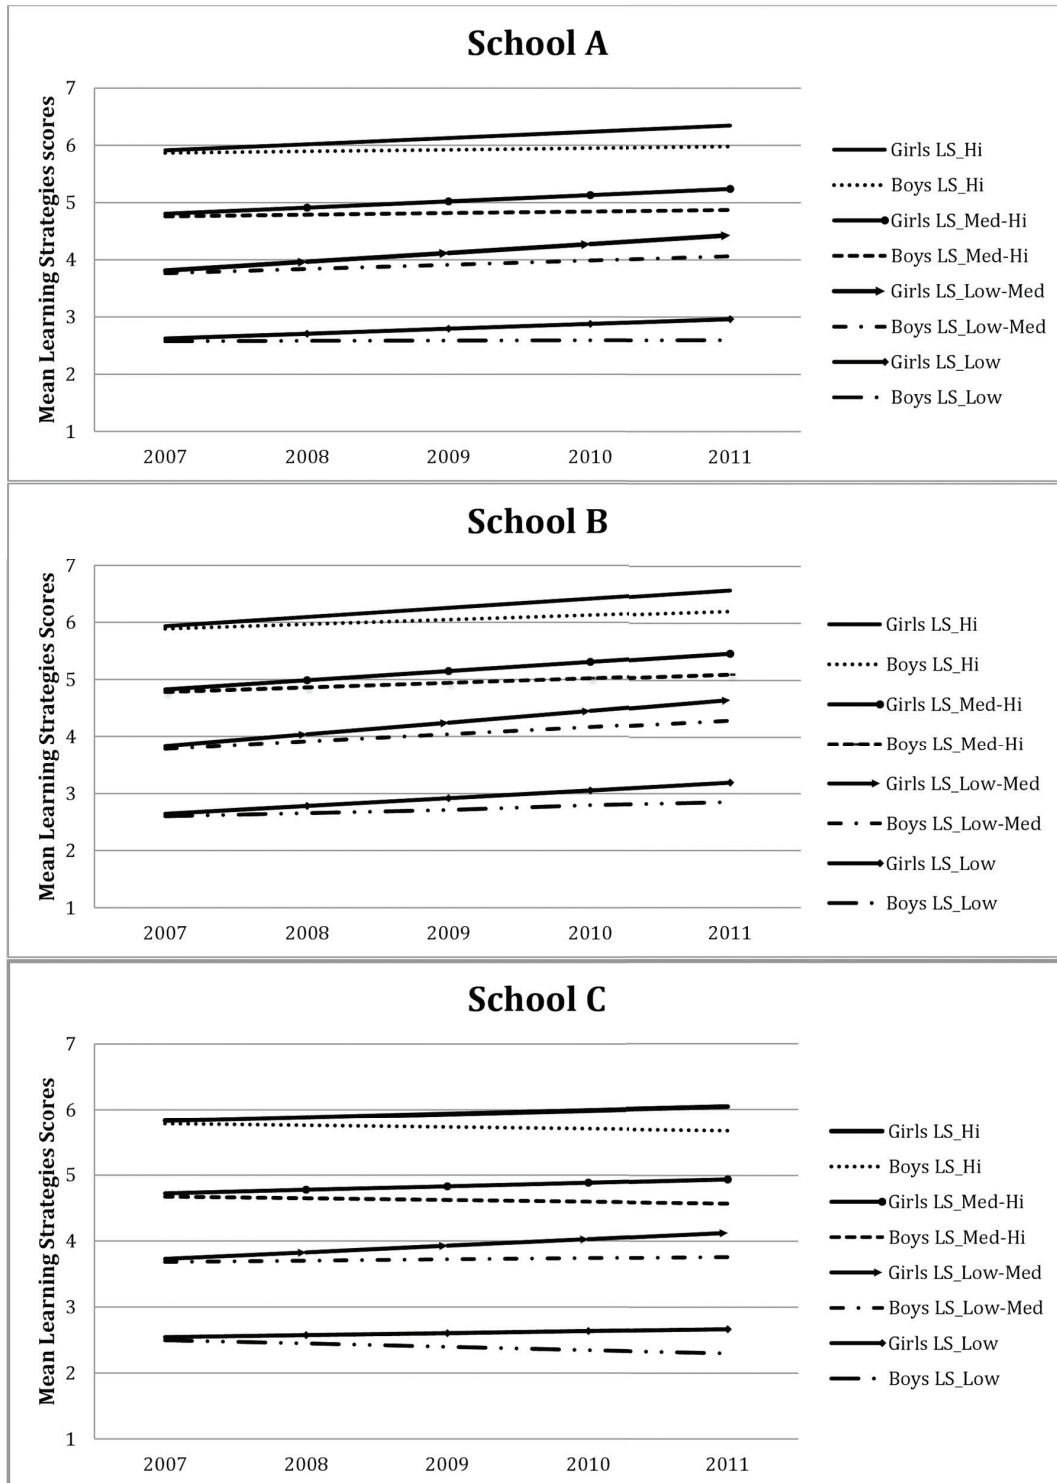 School A
Mean Learning Strategies scores
7
6
5
4
3
2
1
2007 2008 2009 2010 2011
Girls LS_Hi
Boys LS_Hi
Girls LS_Med-Hi
Boys LS_Med-Hi
Girls LS_Low-Med
Boys LS_Low-Med
Girls LS_Low
Boys LS_Low
School B
Mean Learning Strategies Scores
7
6
5
4
3
2
1
2007 2008 2009 2010 2011
Girls LS_Hi
Boys LS_Hi
Girls LS_Med-Hi
Boys LS_Med-Hi
Girls LS_Low-Med
Boys LS_Low-Med
Girls LS_Low
Boys LS_Low
School C
Mean Learning Strategies Scores
7
6
5
4
3
2
1
2007 2008 2009 2010 2011
Girls LS_Hi
Boys LS_Hi
Girls LS_Med-Hi
Boys LS_Med-Hi
Girls LS_Low-Med
Boys LS_Low-Med
Girls LS_Low
Boys LS_Low